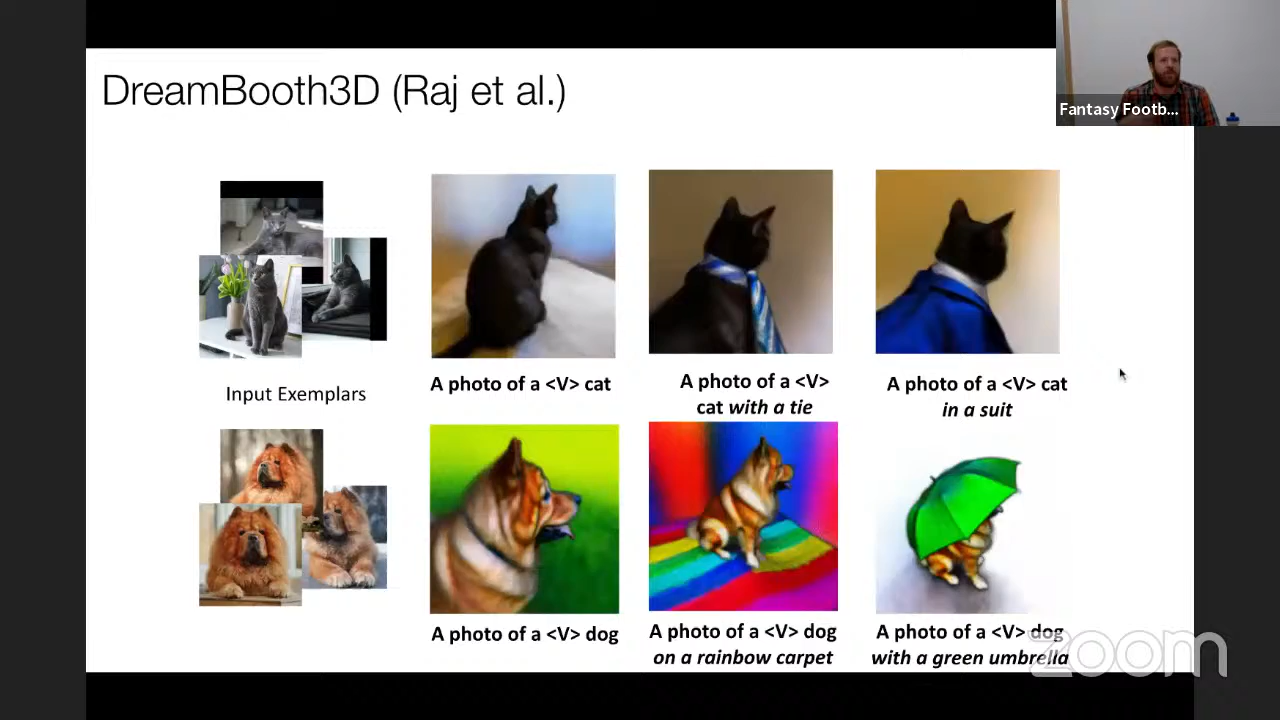 DreamBooth3D (Raj et al.)
Fantasy Footb...
Input Exemplars
A photo of a <V> cat
A photo of a <V>
cat with a tie
A photo of a <V> cat
in a suit
A photo of a <V> dog
A photo of a <V> dog
on a rainbow carpet
A photo of a <V> dog
with a green umbrella
zoom